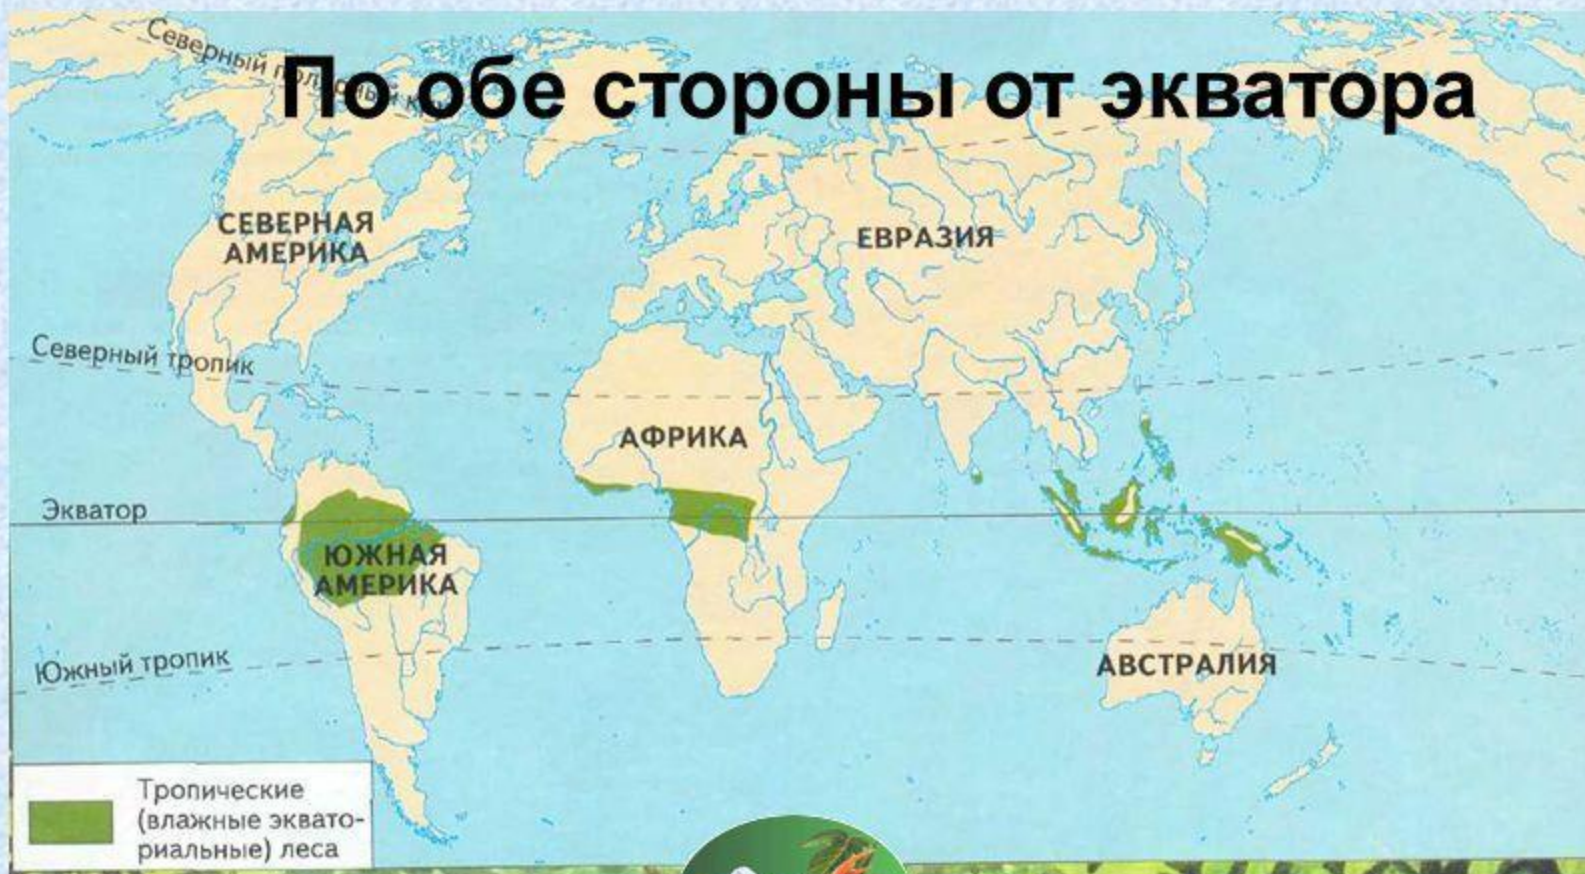 Северный полярный круг
По обе стороны от экватора
СЕВЕРНАЯ
АМЕРИКА
ЕВРАЗИЯ
Северный тропик
АФРИКА
Экватор
ЮЖНАЯ
АМЕРИКА
Южный тропик
АВСТРАЛИЯ
Тропические
(влажные эквато-
риальные) леса